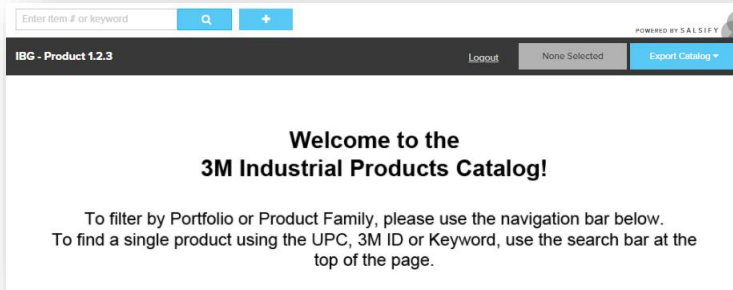 Enter item # or keyword
POWERED BY SALSIFY
IBG - Product 1.2.3
Logout
None Selected
Export Catalog
Welcome to the
3M Industrial Products Catalog!
To filter by Portfolio or Product Family, please use the navigation bar below.
To find a single product using the UPC, 3M ID or Keyword, use the search bar at the
top of the page.